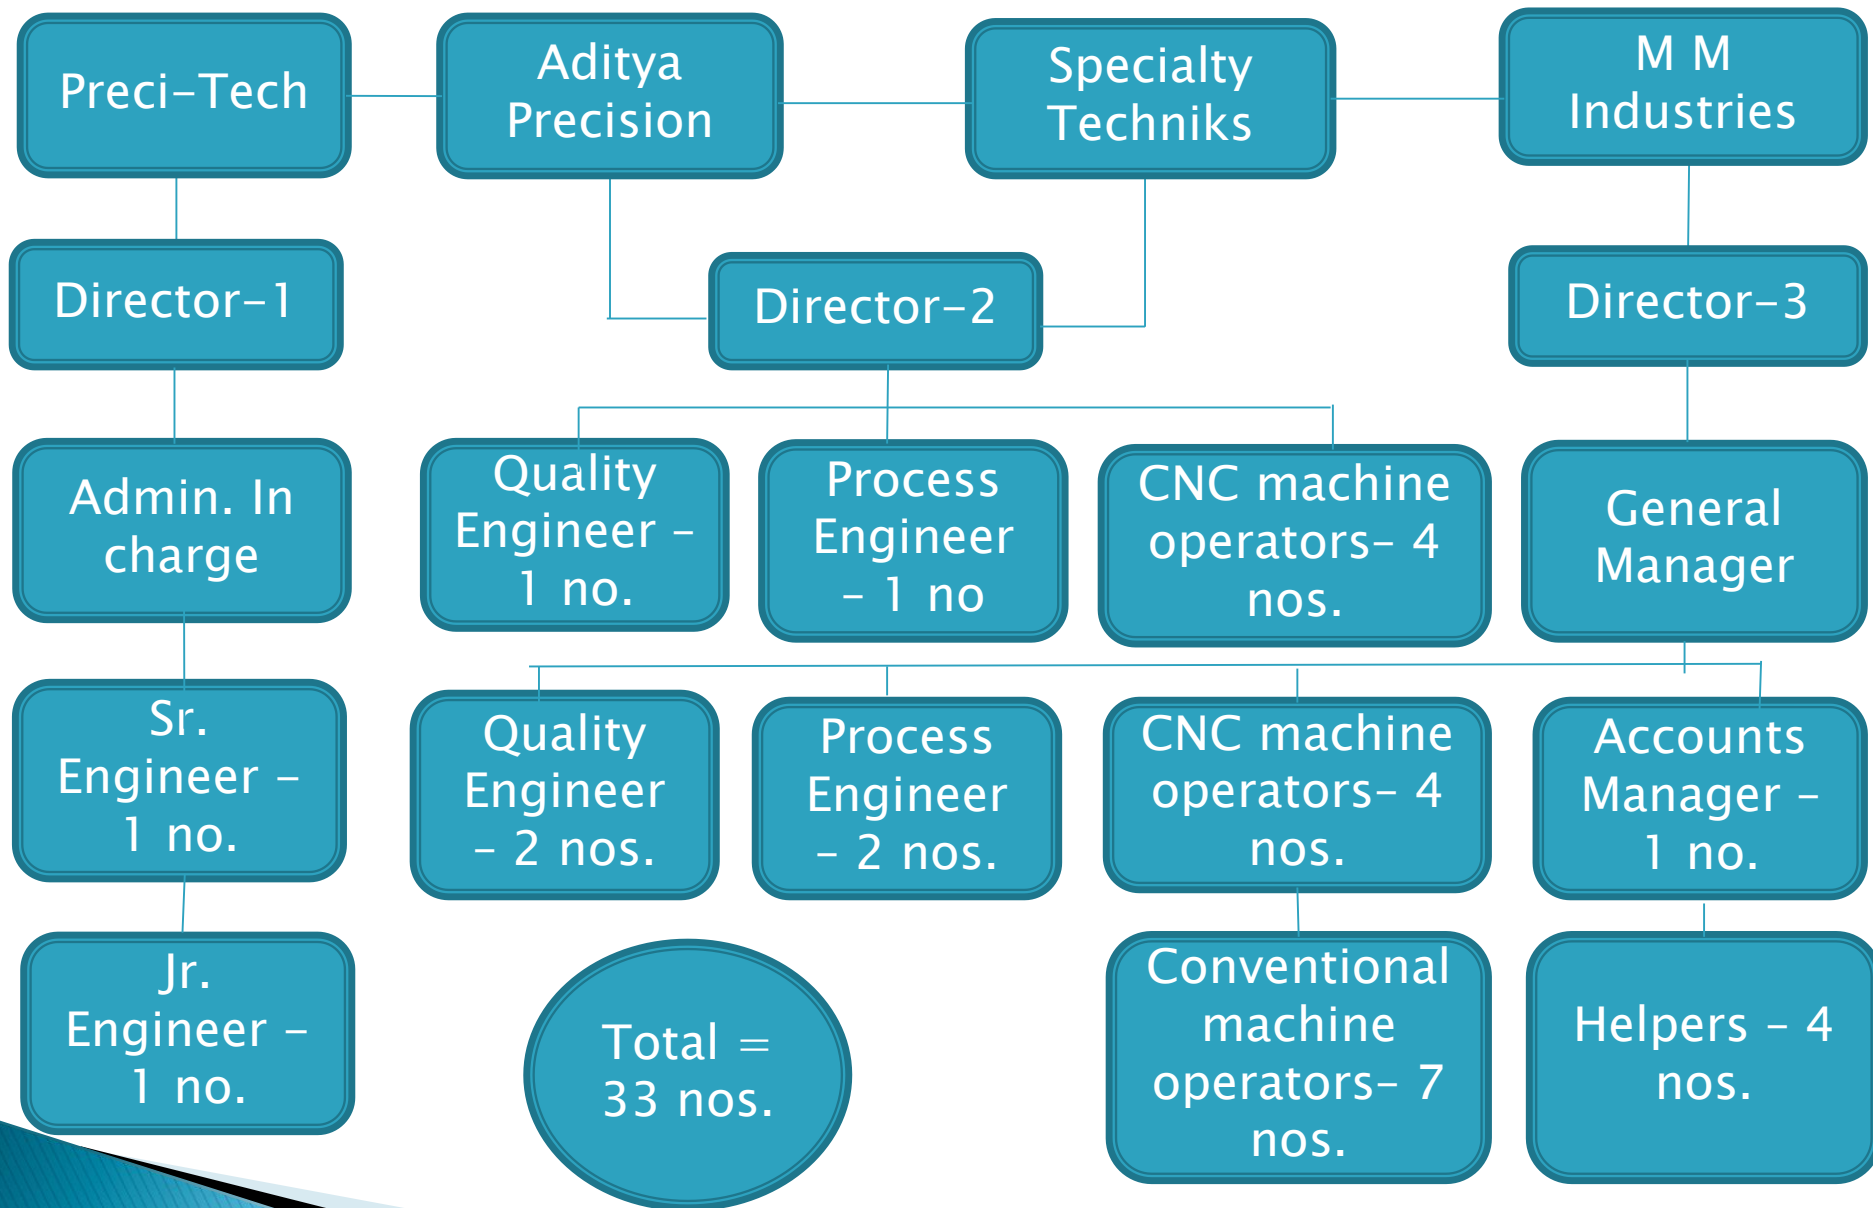 Preci-Tech
Aditya
Precision
Specialty
Techniks
M M
Industries
Director-1
Director-2
Director-3
Admin. In
charge
Quality
Engineer –
1 no.
Process
Engineer
– 1 no
CNC machine
operators– 4
nos.
General
Manager
Sr.
Engineer –
1 no.
Quality
Engineer
– 2 nos.
Process
Engineer
– 2 nos.
CNC machine
operators– 4
nos.
Accounts
Manager –
1 no.
Jr.
Engineer –
1 no.
Total =
33 nos.
Conventional
machine
operators– 7
nos.
Helpers – 4
nos.